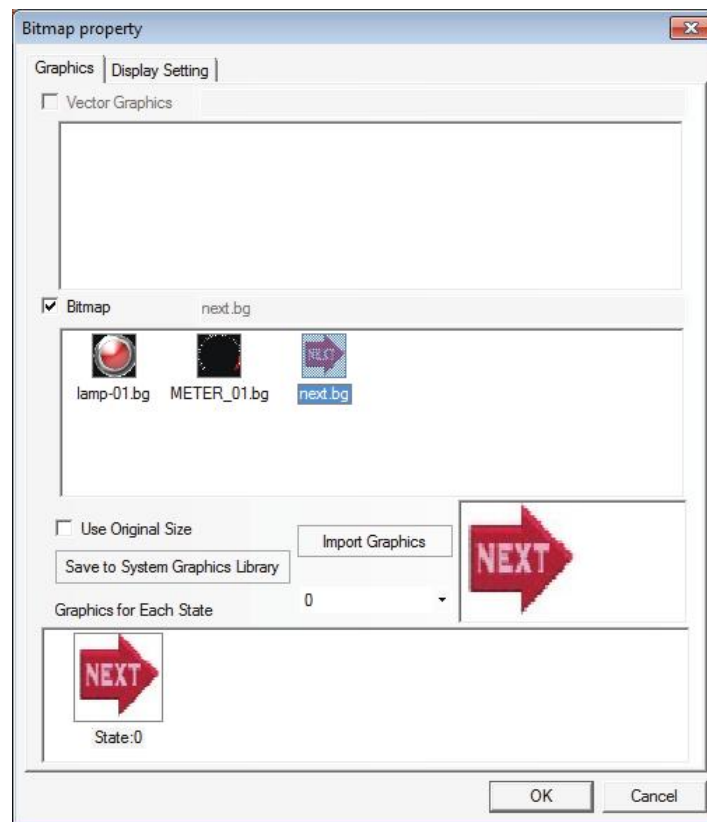 Bitmap property
Graphics
Display Setting
Vector Graphics
Bitmap
next.bg
NEXT
lamp-01.bg
METER_01.bg
next.bg
Use Original Size
Import Graphics
NEXT
Save to System Graphics Library
0
Graphics for Each State
NEXT
State:0
OK
Cancel